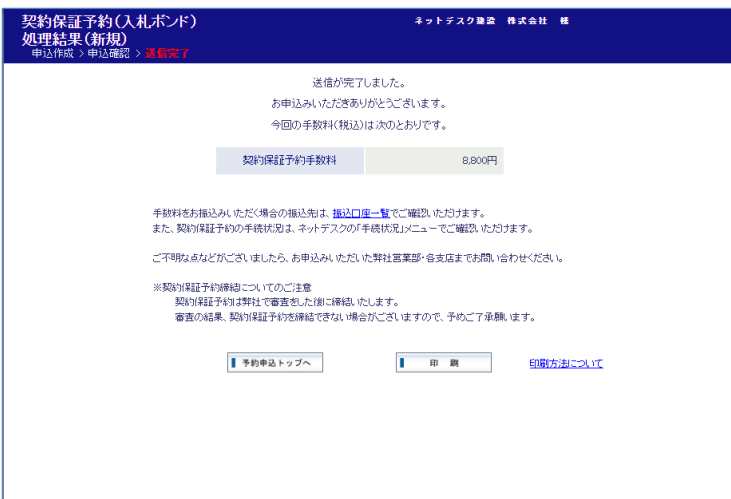 契約保証予約(入札ボンド)
処理結果(新規)
ネットデスク建設 株式会社 様
申込作成 > 申込確認 > 送信完了
送信が完了しました。
お申込みいただきありがとうございます。
今回の手数料(税込)は次のとおりです。
契約保証予約手数料 8,800円
手数料をお振込みいただく場合の振込先は、振込口座一覧でご確認いただけます。
また、契約保証予約の手続状況は、ネットデスクの「手続状況」メニューでご確認いただけます。
ご不明な点などがございましたら、お申込みいただいた弊社営業部・各支店までお問い合わせください。
※契約保証予約締結についてのご注意
契約保証予約は弊社で審査をした後に締結いたします。
審査の結果、契約保証予約を締結できない場合がございますので、予めご了承願います。
予約申込トップへ 印 刷 印刷方法について